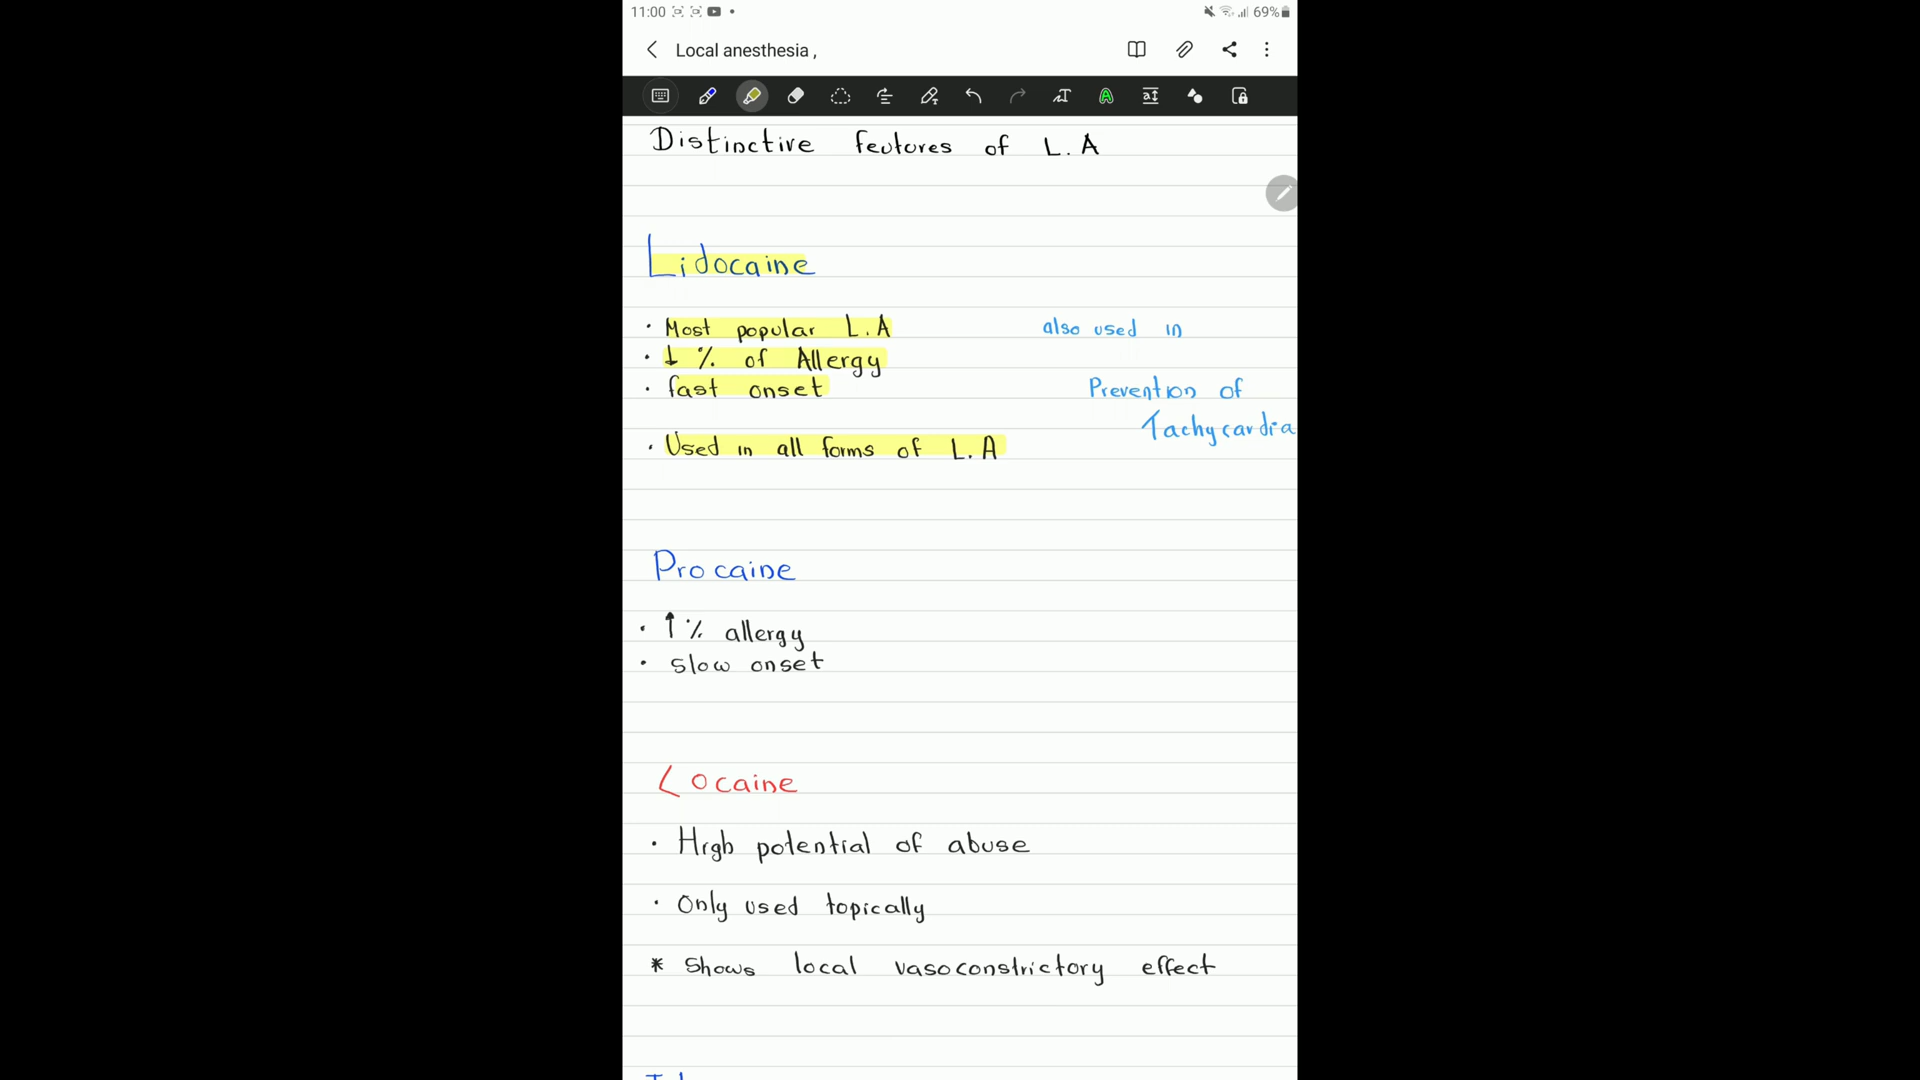 11:00
69%
Local anesthesia ,
Distinctive features of L.A
Lidocaine
• Most popular L.A
• ↓ % of Allergy
• fast onset
• Used in all forms of L.A
also used in
Prevention of
Tachycardia
Procaine
• ↑ % allergy
• slow onset
Cocaine
• High potential of abuse
• Only used topically
* Shows local vasoconstrictory effect